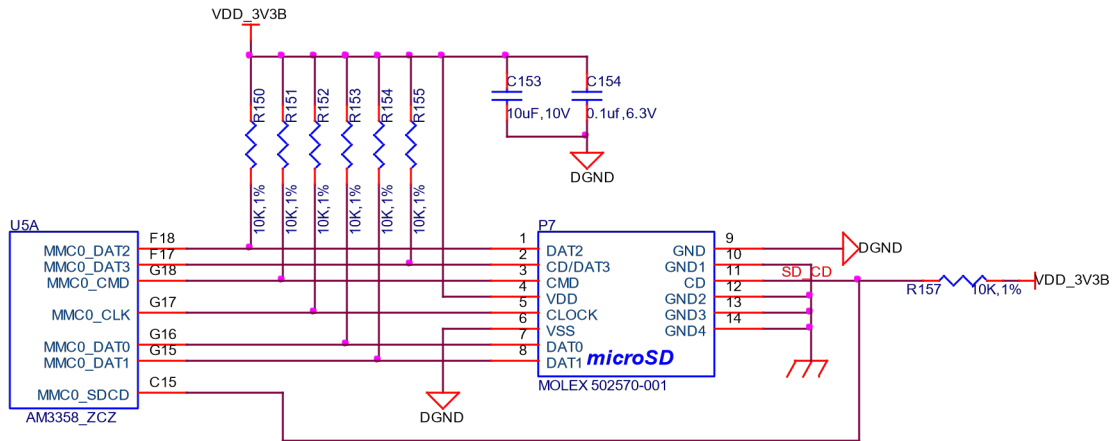 VDD_3V3B
R150
R151
R152
R153
R154
R155
C153
C154
10uF,10V
0.1uf,6.3V
DGND
10K,1%
10K,1%
10K,1%
10K,1%
10K,1%
10K,1%
U5A
MMC0_DAT2
F18
MMC0_DAT3
F17
MMC0_CMD
G18
MMC0_CLK
G17
MMC0_DAT0
G16
MMC0_DAT1
G15
MMC0_SDCD
C15
AM3358_ZCZ
P7
1
DAT2
2
CD/DAT3
3
CMD
4
VDD
5
CLOCK
6
VSS
7
DAT0
8
DAT1
microSD
GND
9
GND1
10
CD
11
GND2
12
GND3
13
GND4
14
MOLEX 502570-001
DGND
DGND
SD_CD
R157
10K,1%
VDD_3V3B